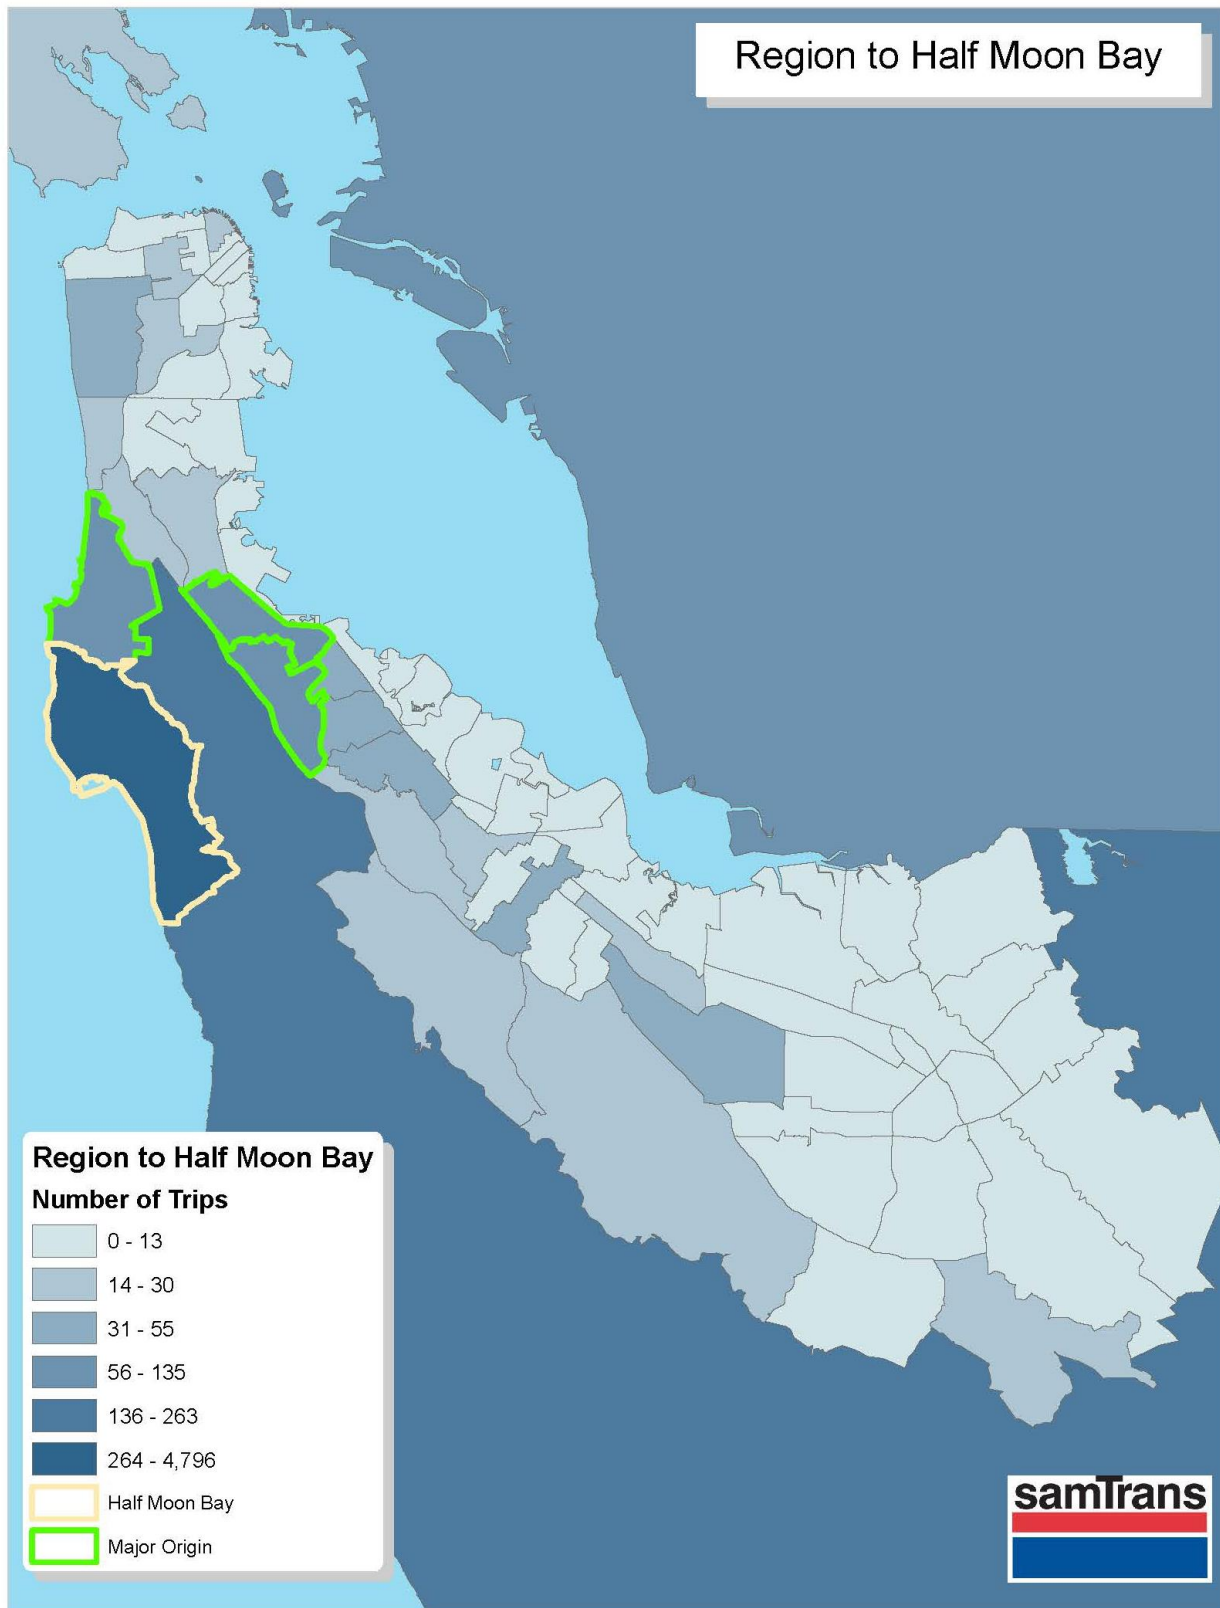 Region to Half Moon Bay
Region to Half Moon Bay
Number of Trips
0 - 13
14 - 30
31 - 55
56 - 135
136 - 263
264 - 4,796
Half Moon Bay
Major Origin
samTrans